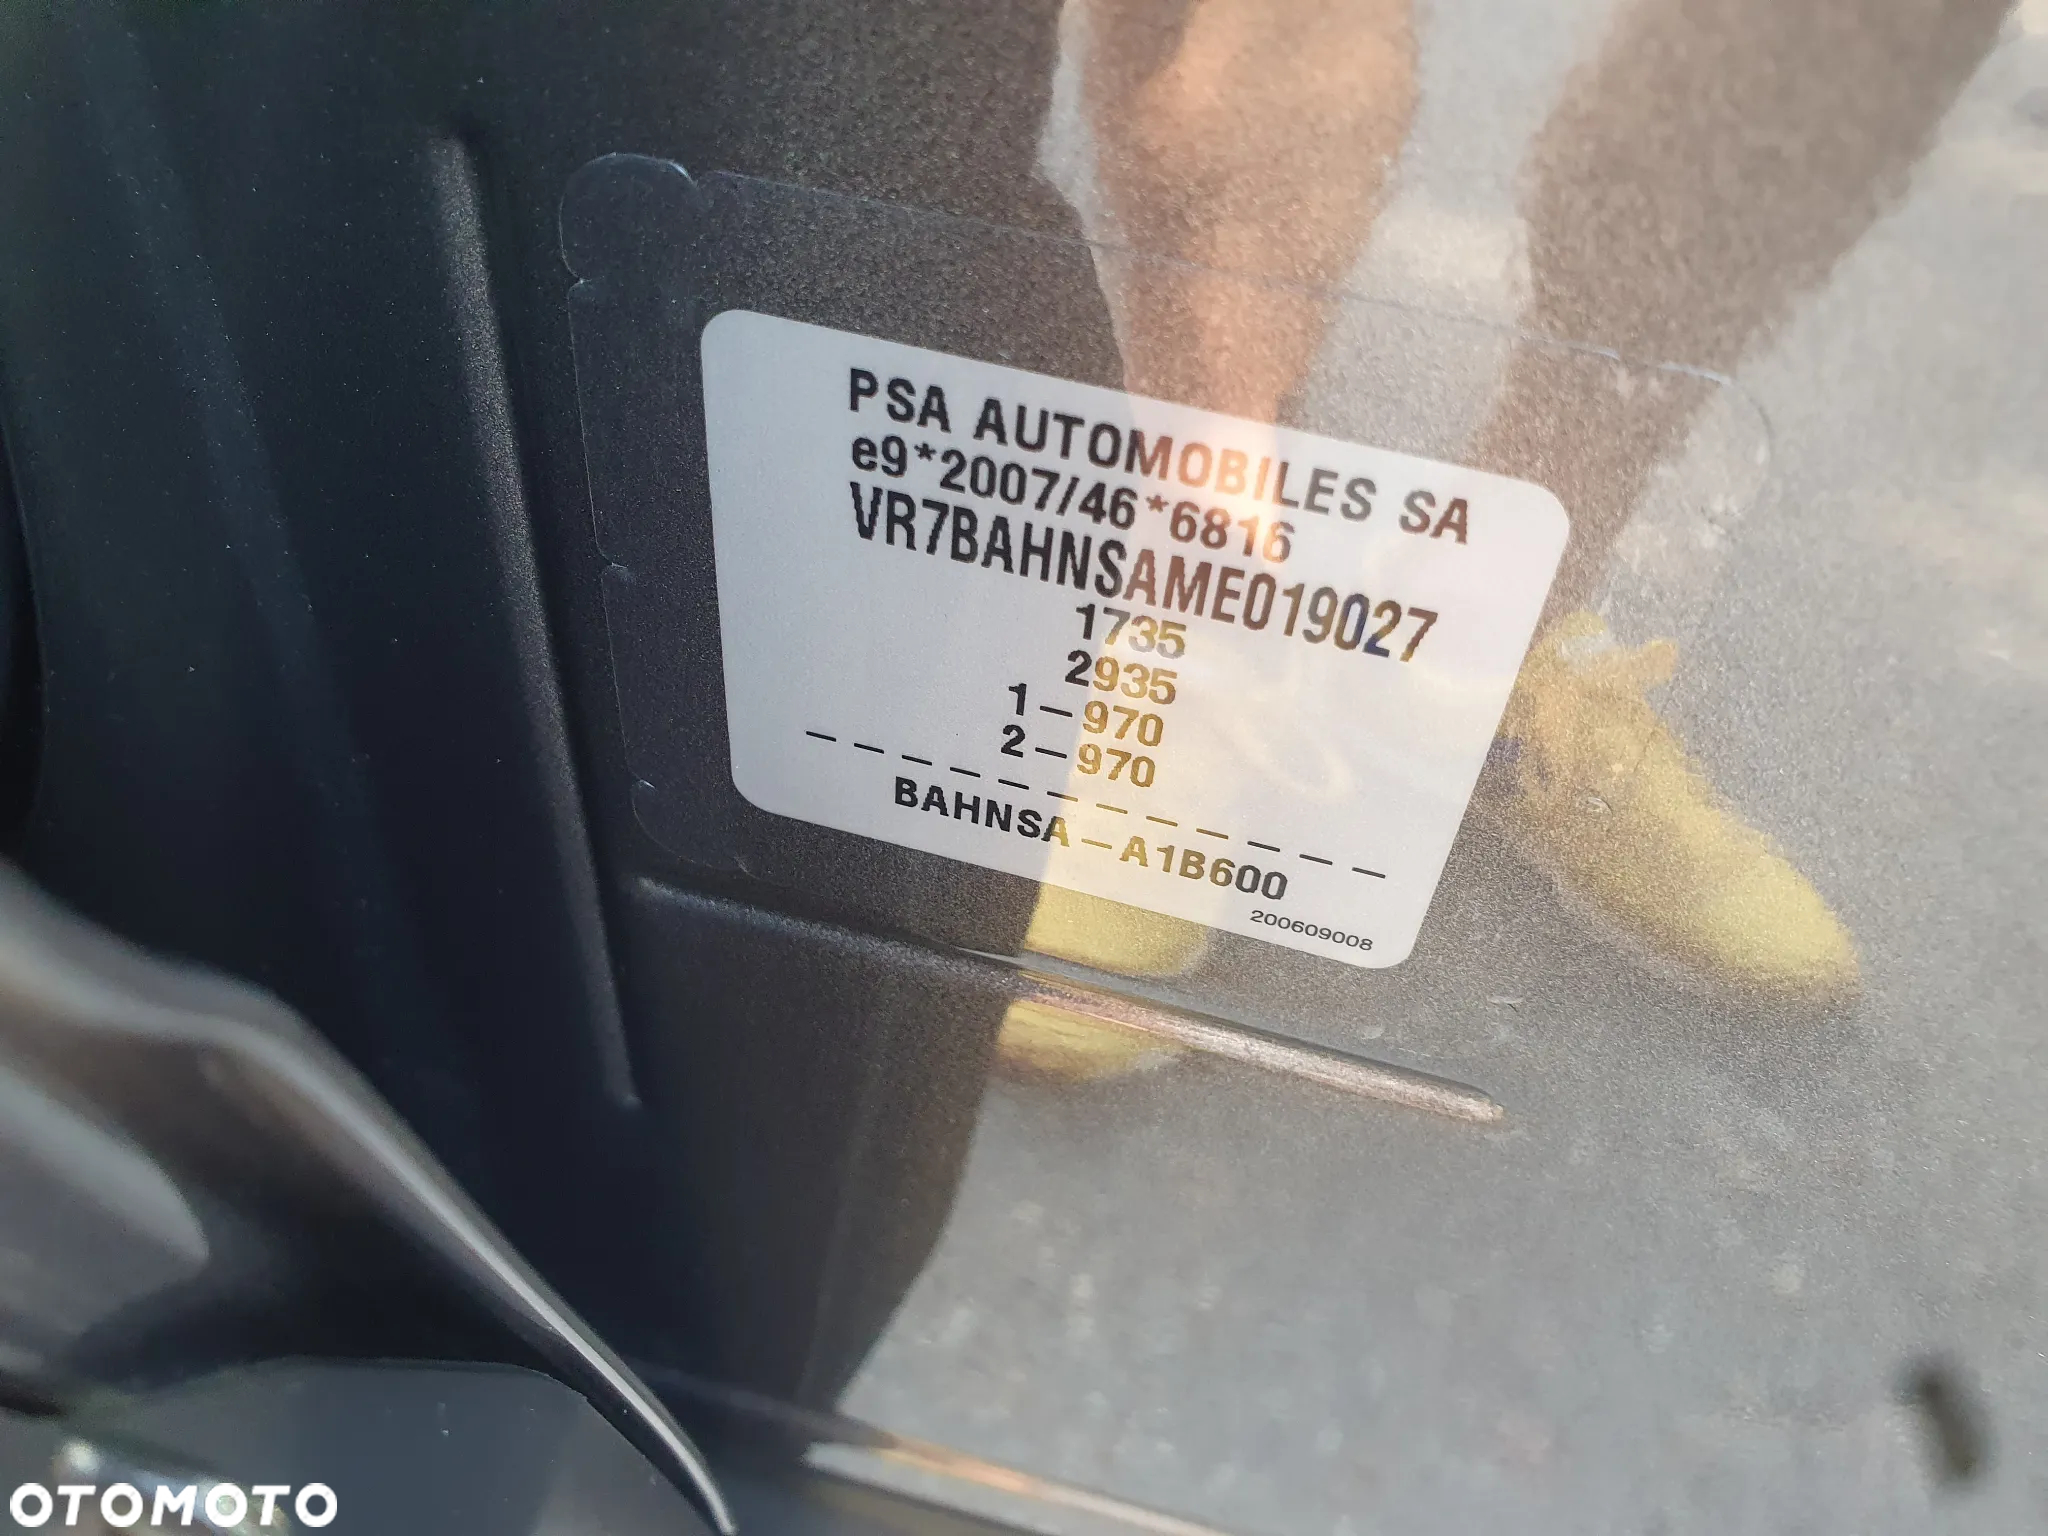 PSA AUTOMOBILES SA
e9*2007/46*6816
VR7BAHNSAME019027
1735
2935
1-970
2-970
- - - - - - - - - - - -
BAHNSA-A1B600
200609008
OTOMOTO